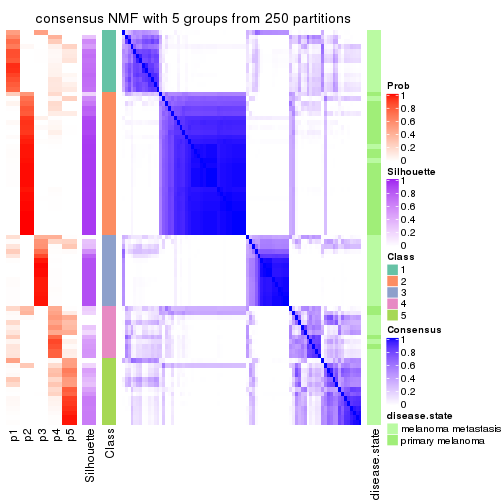 consensus NMF with 5 groups from 250 partitions
Prob
1
0.8
0.6
0.4
0.2
0
Silhouette
1
0.8
0.6
0.4
0.2
0
Class
1
2
3
4
5
Consensus
1
0.8
0.6
0.4
0.2
0
disease.state
melanoma metastasis
primary melanoma
p1
p2
p3
p4
p5
Silhouette
Class
disease.state